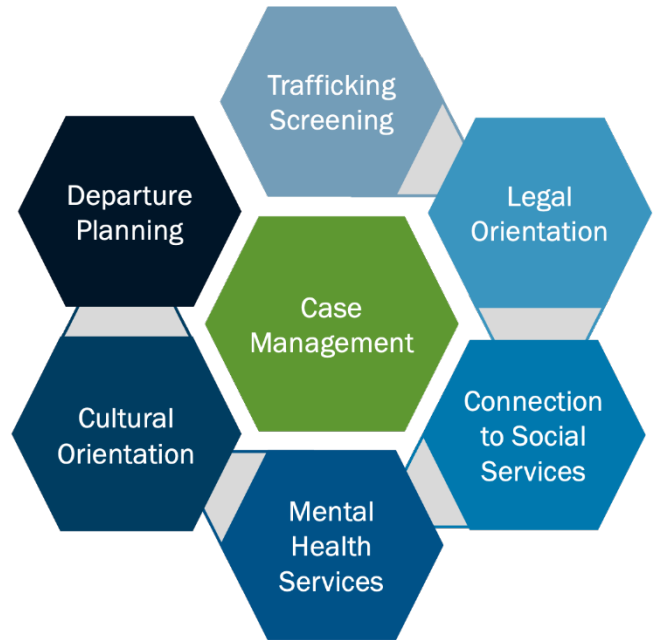 Trafficking
Screening
Legal
Orientation
Connection
to Social
Services
Mental
Health
Services
Cultural
Orientation
Departure
Planning
Case
Management